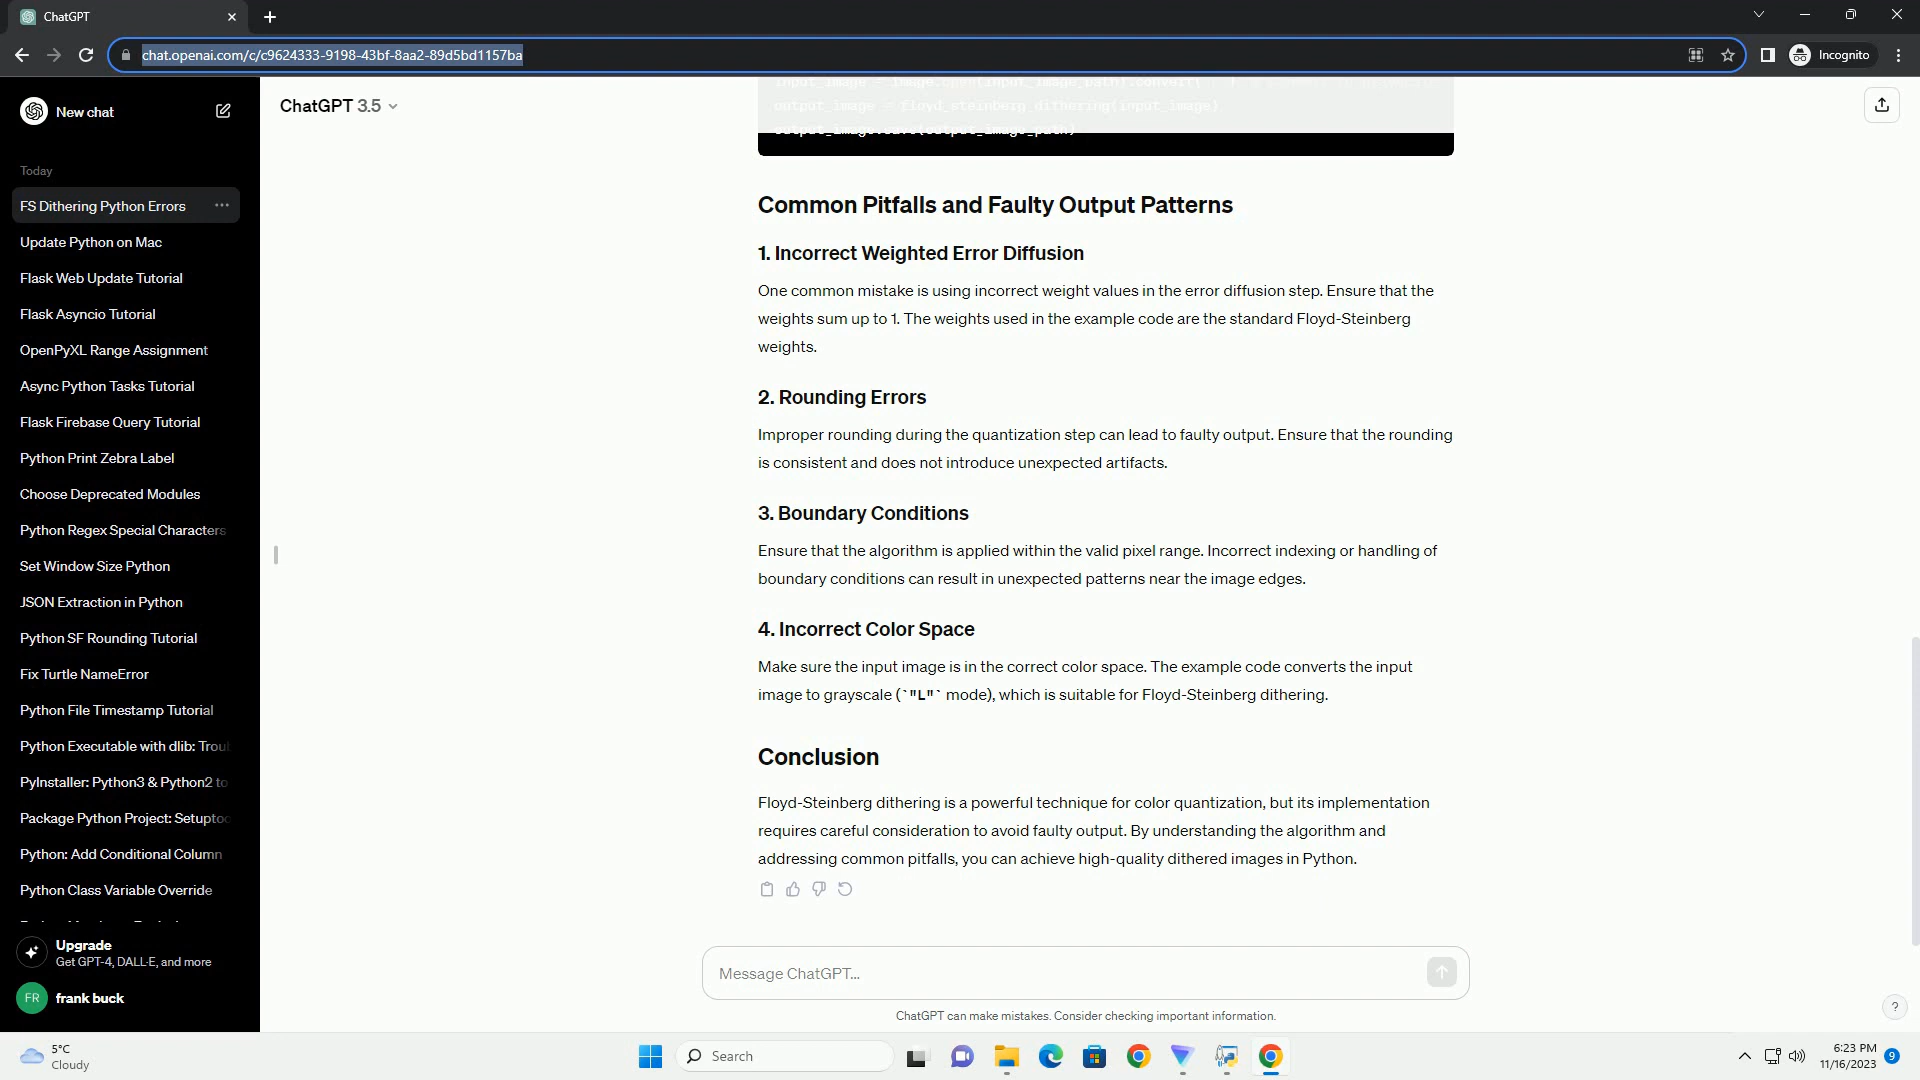 ChatGPT
chat.openai.com/c/c9624333-9198-43bf-8aa2-89d5bd1157ba
Incognito
New chat
ChatGPT 3.5
output_image = floyd_steinberg_dithering(input_image)
output_image.save(output_image_path)
Today
FS Dithering Python Errors
Update Python on Mac
Flask Web Update Tutorial
Flask Asyncio Tutorial
OpenPyXL Range Assignment
Async Python Tasks Tutorial
Flask Firebase Query Tutorial
Python Print Zebra Label
Choose Deprecated Modules
Python Regex Special Characters
Set Window Size Python
JSON Extraction in Python
Python SF Rounding Tutorial
Fix Turtle NameError
Python File Timestamp Tutorial
Python Executable with dlib: Trou
PyInstaller: Python3 & Python2 to
Package Python Project: Setuptoo
Python: Add Conditional Column
Python Class Variable Override
Upgrade
Get GPT-4, DALL·E, and more
FR
frank buck
Common Pitfalls and Faulty Output Patterns
1. Incorrect Weighted Error Diffusion
One common mistake is using incorrect weight values in the error diffusion step. Ensure that the
weights sum up to 1. The weights used in the example code are the standard Floyd-Steinberg
weights.
2. Rounding Errors
Improper rounding during the quantization step can lead to faulty output. Ensure that the rounding
is consistent and does not introduce unexpected artifacts.
3. Boundary Conditions
Ensure that the algorithm is applied within the valid pixel range. Incorrect indexing or handling of
boundary conditions can result in unexpected patterns near the image edges.
4. Incorrect Color Space
Make sure the input image is in the correct color space. The example code converts the input
image to grayscale (`"L"` mode), which is suitable for Floyd-Steinberg dithering.
Conclusion
Floyd-Steinberg dithering is a powerful technique for color quantization, but its implementation
requires careful consideration to avoid faulty output. By understanding the algorithm and
addressing common pitfalls, you can achieve high-quality dithered images in Python.
Message ChatGPT...
ChatGPT can make mistakes. Consider checking important information.
?
5°C
Cloudy
Search
6:23 PM
11/16/2023
9